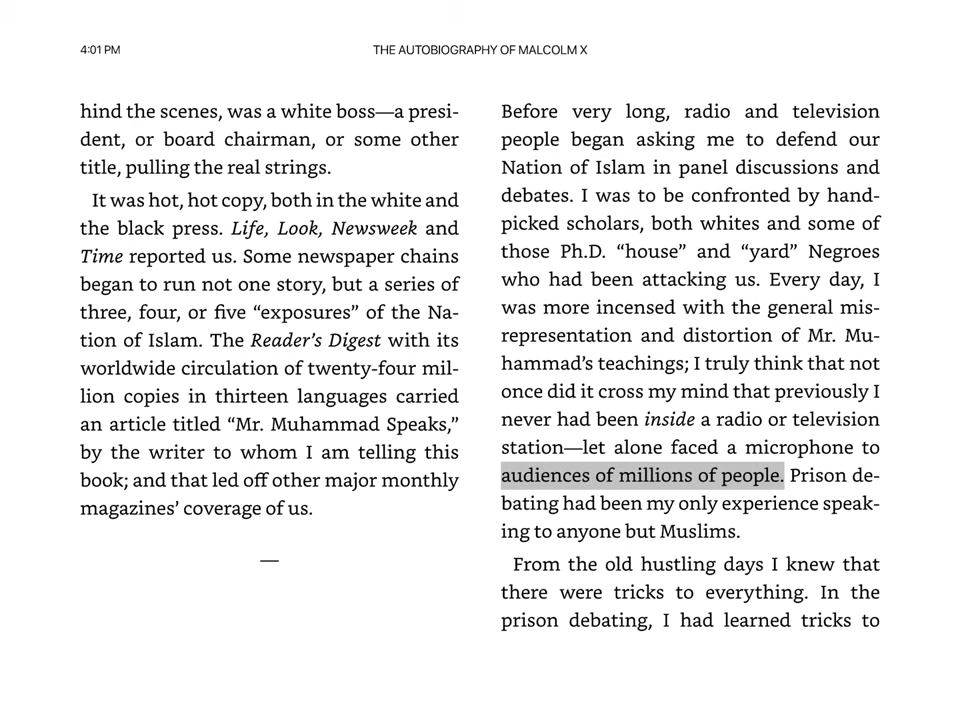 4:01 PM
THE AUTOBIOGRAPHY OF MALCOLM X
hind the scenes, was a white boss—a presi-
dent, or board chairman, or some other
title, pulling the real strings.
It was hot, hot copy, both in the white and
the black press. Life, Look, Newsweek and
Time reported us. Some newspaper chains
began to run not one story, but a series of
three, four, or five “exposures” of the Na-
tion of Islam. The Reader’s Digest with its
worldwide circulation of twenty-four mil-
lion copies in thirteen languages carried
an article titled “Mr. Muhammad Speaks,”
by the writer to whom I am telling this
book; and that led off other major monthly
magazines’ coverage of us.
—
Before very long, radio and television
people began asking me to defend our
Nation of Islam in panel discussions and
debates. I was to be confronted by hand-
picked scholars, both whites and some of
those Ph.D. “house” and “yard” Negroes
who had been attacking us. Every day, I
was more incensed with the general mis-
representation and distortion of Mr. Mu-
hammad’s teachings; I truly think that not
once did it cross my mind that previously I
never had been inside a radio or television
station—let alone faced a microphone to
audiences of millions of people. Prison de-
bating had been my only experience speak-
ing to anyone but Muslims.
From the old hustling days I knew that
there were tricks to everything. In the
prison debating, I had learned tricks to